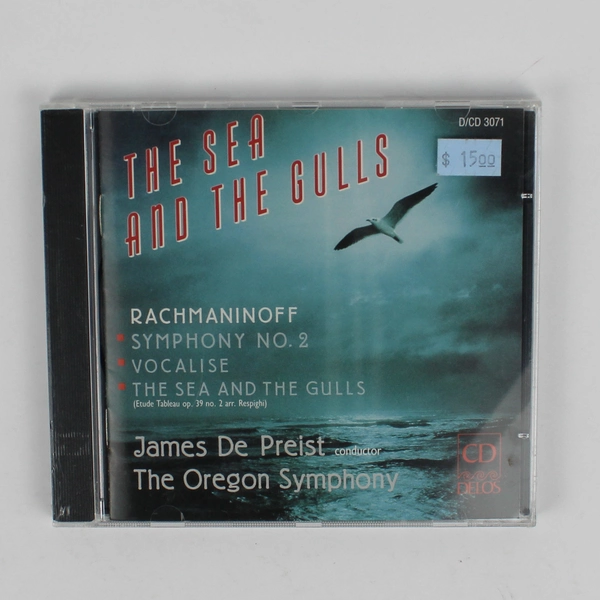 D/CD 3071
$ 15.00
THE SEA
AND THE GULLS
RACHMANINOFF
• SYMPHONY NO. 2
• VOCALISE
• THE SEA AND THE GULLS
(Etude Tableau op. 39 no. 2 arr. Respighi)
James De Preist conductor
The Oregon Symphony
CD
DELOS